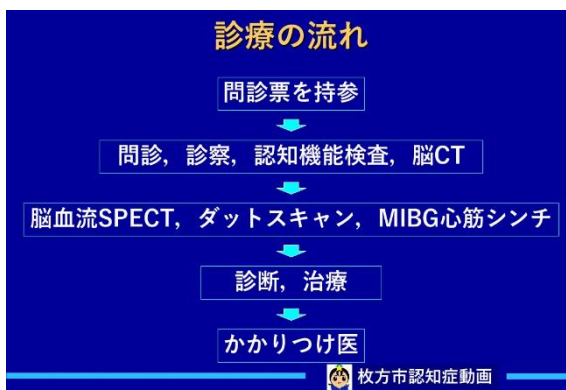 診療の流れ
問診票を持参
問診，診察，認知機能検査，脳CT
脳血流SPECT，ダットスキャン，MIBG心筋シンチ
診断，治療
かかりつけ医
枚方市認知症動画